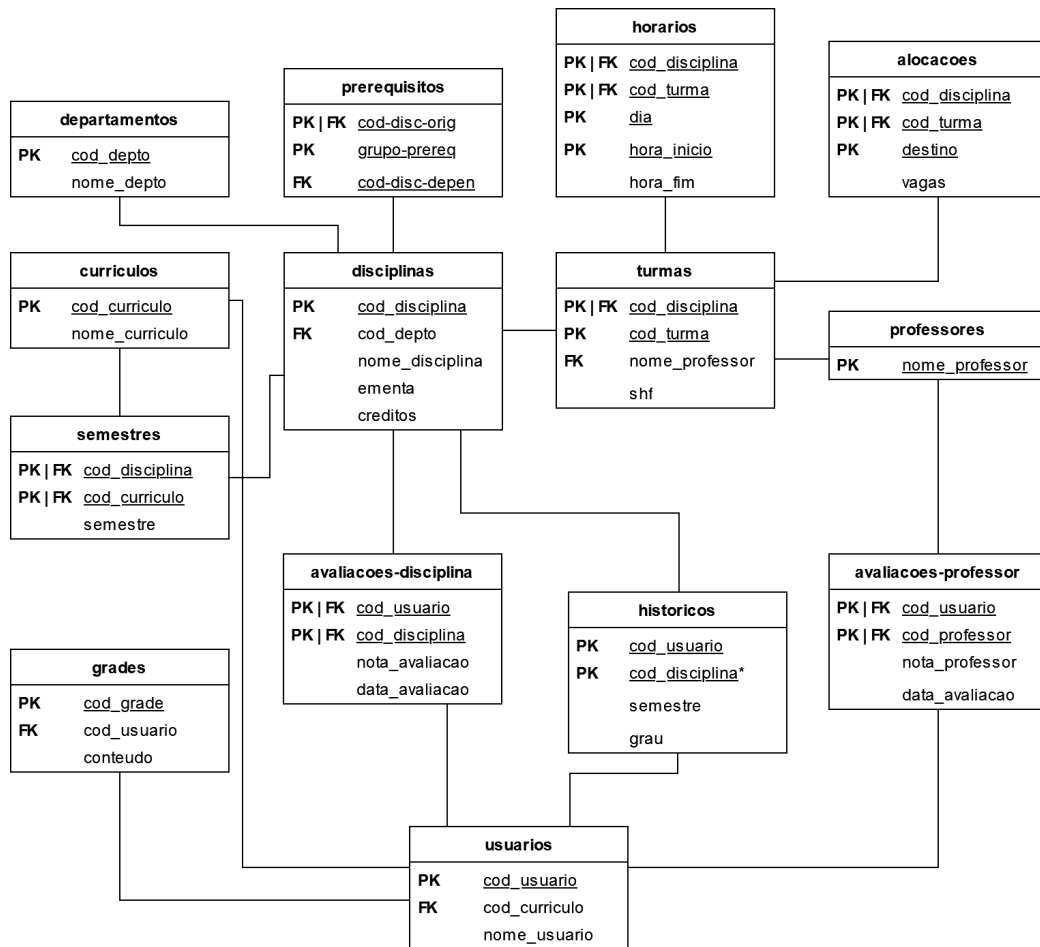 horarios
PK | FK cod_disciplina
PK | FK cod_turma
PK dia
PK hora_inicio
hora_fim
alocacoes
PK | FK cod_disciplina
PK | FK cod_turma
PK destino
vagas
prerequisitos
PK | FK cod-disc-orig
PK grupo-prereq
FK cod-disc-depen
departamentos
PK cod_depto
nome_depto
curriculos
PK cod_curriculo
nome_curriculo
disciplinas
PK cod_disciplina
FK cod_depto
nome_disciplina
ementa
creditos
turmas
PK | FK cod_disciplina
PK cod_turma
FK nome_professor
shf
professores
PK nome_professor
semestres
PK | FK cod_disciplina
PK | FK cod_curriculo
semestre
avaliacoes-disciplina
PK | FK cod_usuario
PK | FK cod_disciplina
nota_avaliacao
data_avaliacao
historicos
PK cod_usuario
PK cod_disciplina*
semestre
grau
avaliacoes-professor
PK | FK cod_usuario
PK | FK cod_professor
nota_professor
data_avaliacao
grades
PK cod_grade
FK cod_usuario
conteudo
usuarios
PK cod_usuario
FK cod_curriculo
nome_usuario